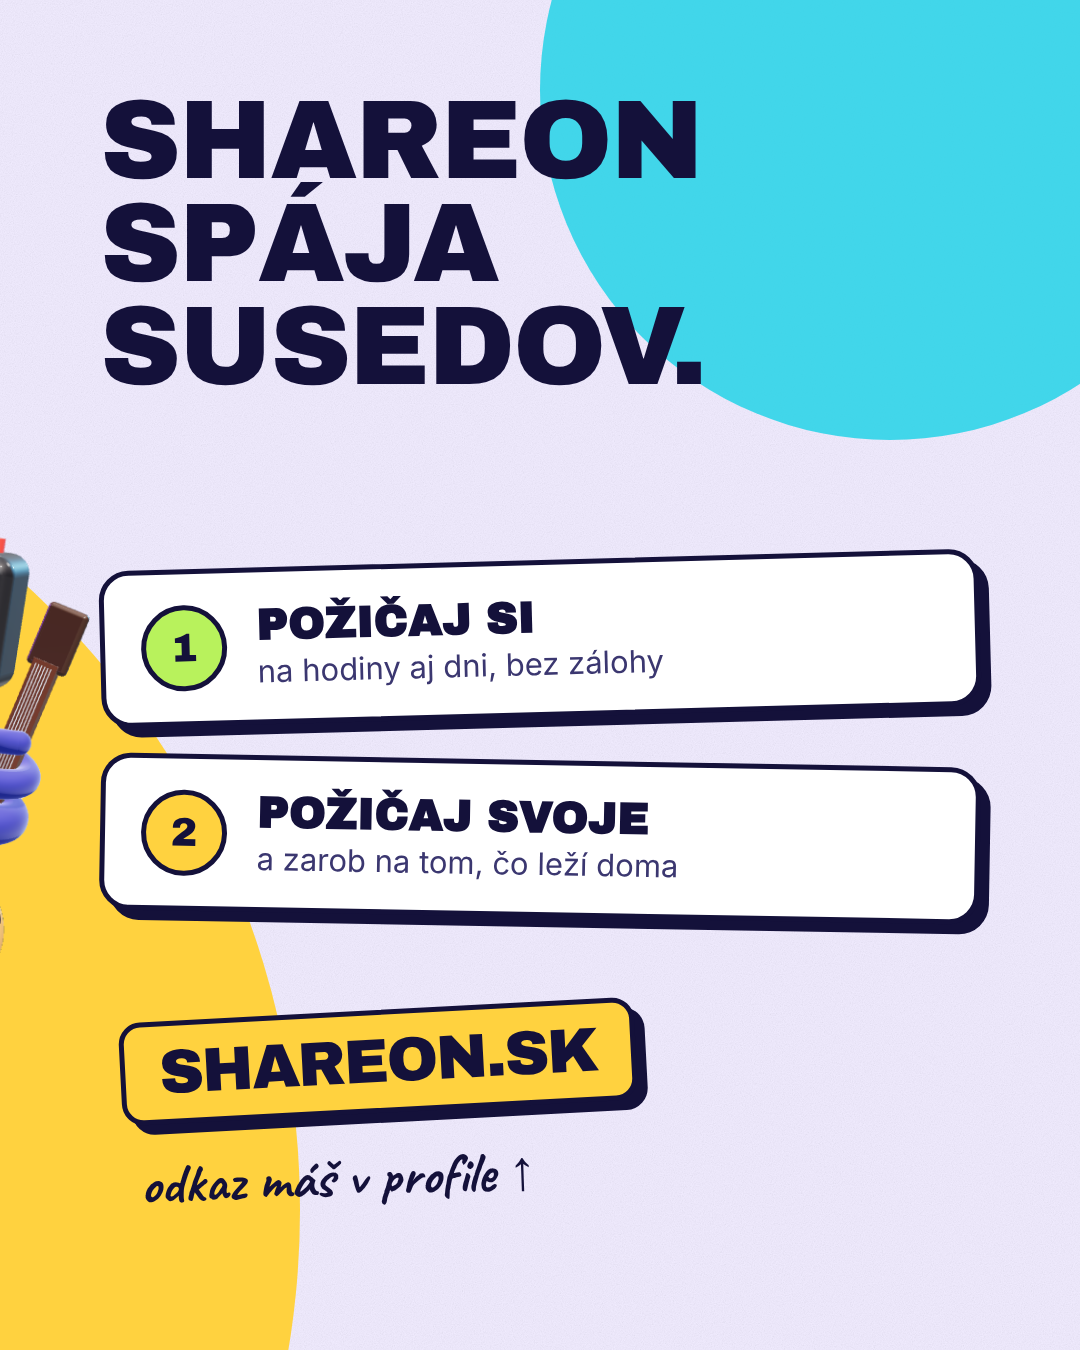 SHAREON
SPÁJA
SUSEDOV.
1
POŽIČAJ SI
na hodiny aj dni, bez zálohy
2
POŽIČAJ SVOJE
a zarob na tom, čo leží doma
SHAREON.SK
odkaz máš v profile ↑